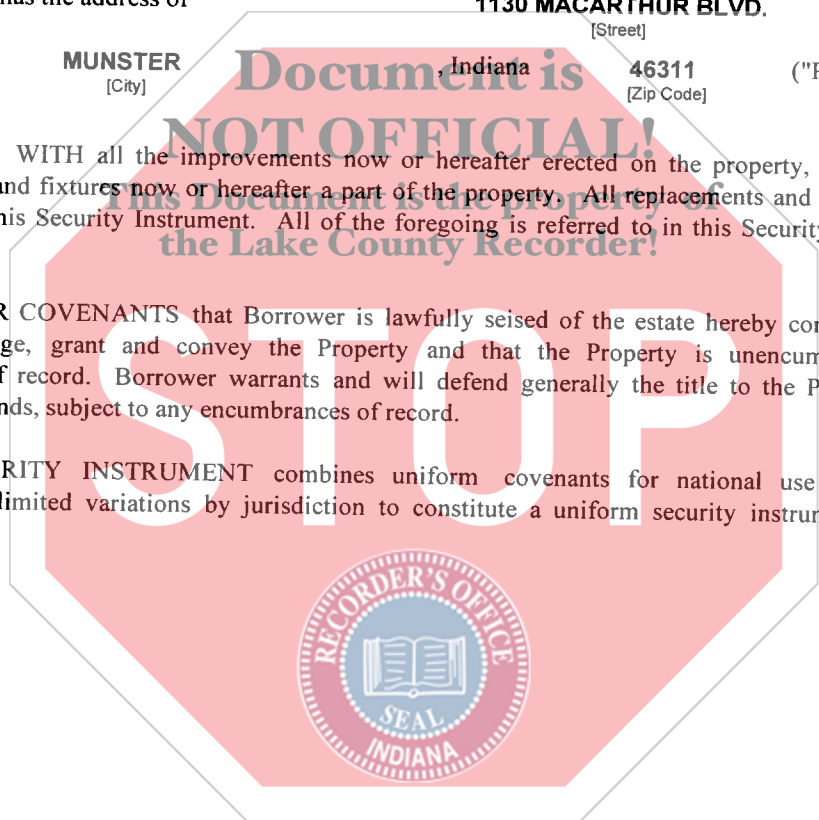 has the address of
1130 MACARTHUR BLVD.
[Street]
MUNSTER , Indiana 46311
[City] [Zip Code]
Document is
NOT OFFICIAL!
This Document is the property of
the Lake County Recorder!
WITH all the improvements now or hereafter erected on the property,
and fixtures now or hereafter a part of the property. All replacements and
this Security Instrument. All of the foregoing is referred to in this Security
R COVENANTS that Borrower is lawfully seised of the estate hereby
ge, grant and convey the Property and that the Property is
f record. Borrower warrants and will defend generally the title to the P
nds, subject to any encumbrances of record.
RITY INSTRUMENT combines uniform covenants for national use
limited variations by jurisdiction to constitute a uniform security
STOP
RECORDER'S OFFICE
SEAL
INDIANA